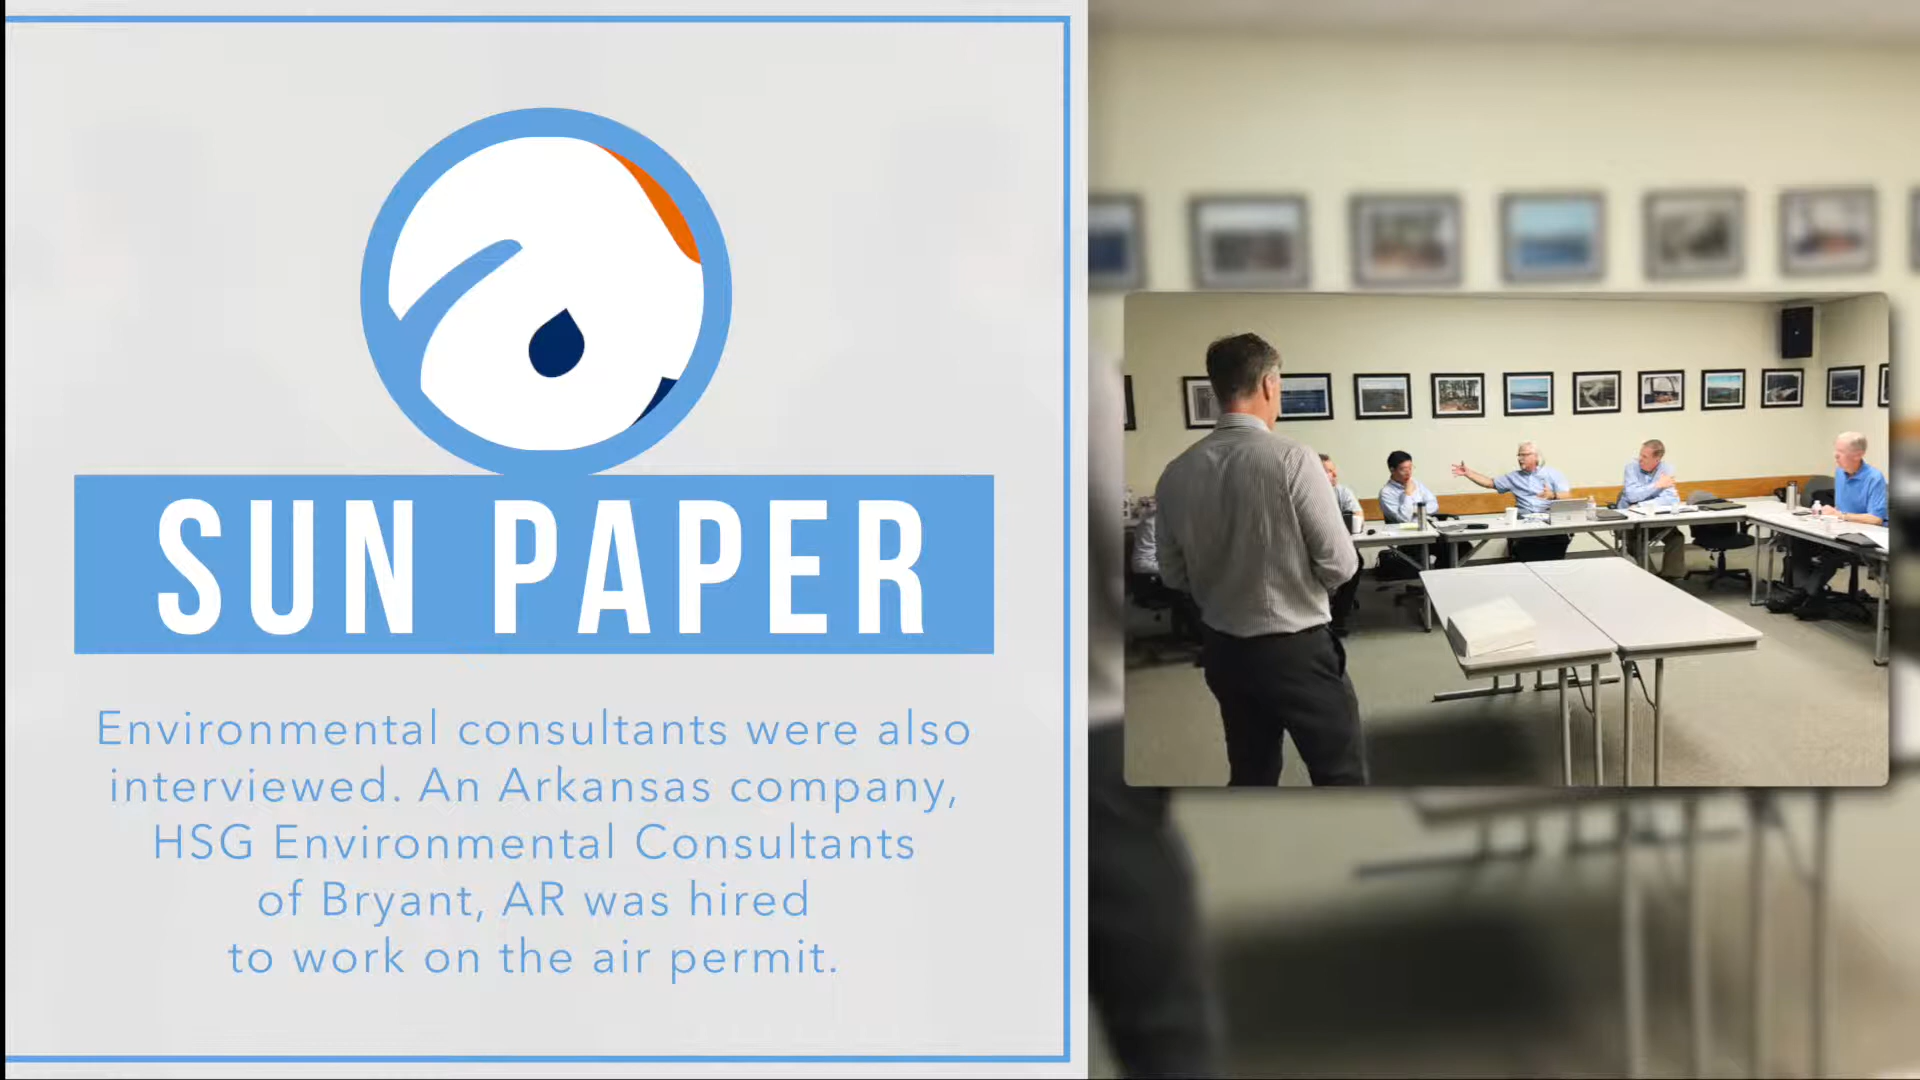 SUN PAPER
Environmental consultants were also
interviewed. An Arkansas company,
HSG Environmental Consultants
of Bryant, AR was hired
to work on the air permit.